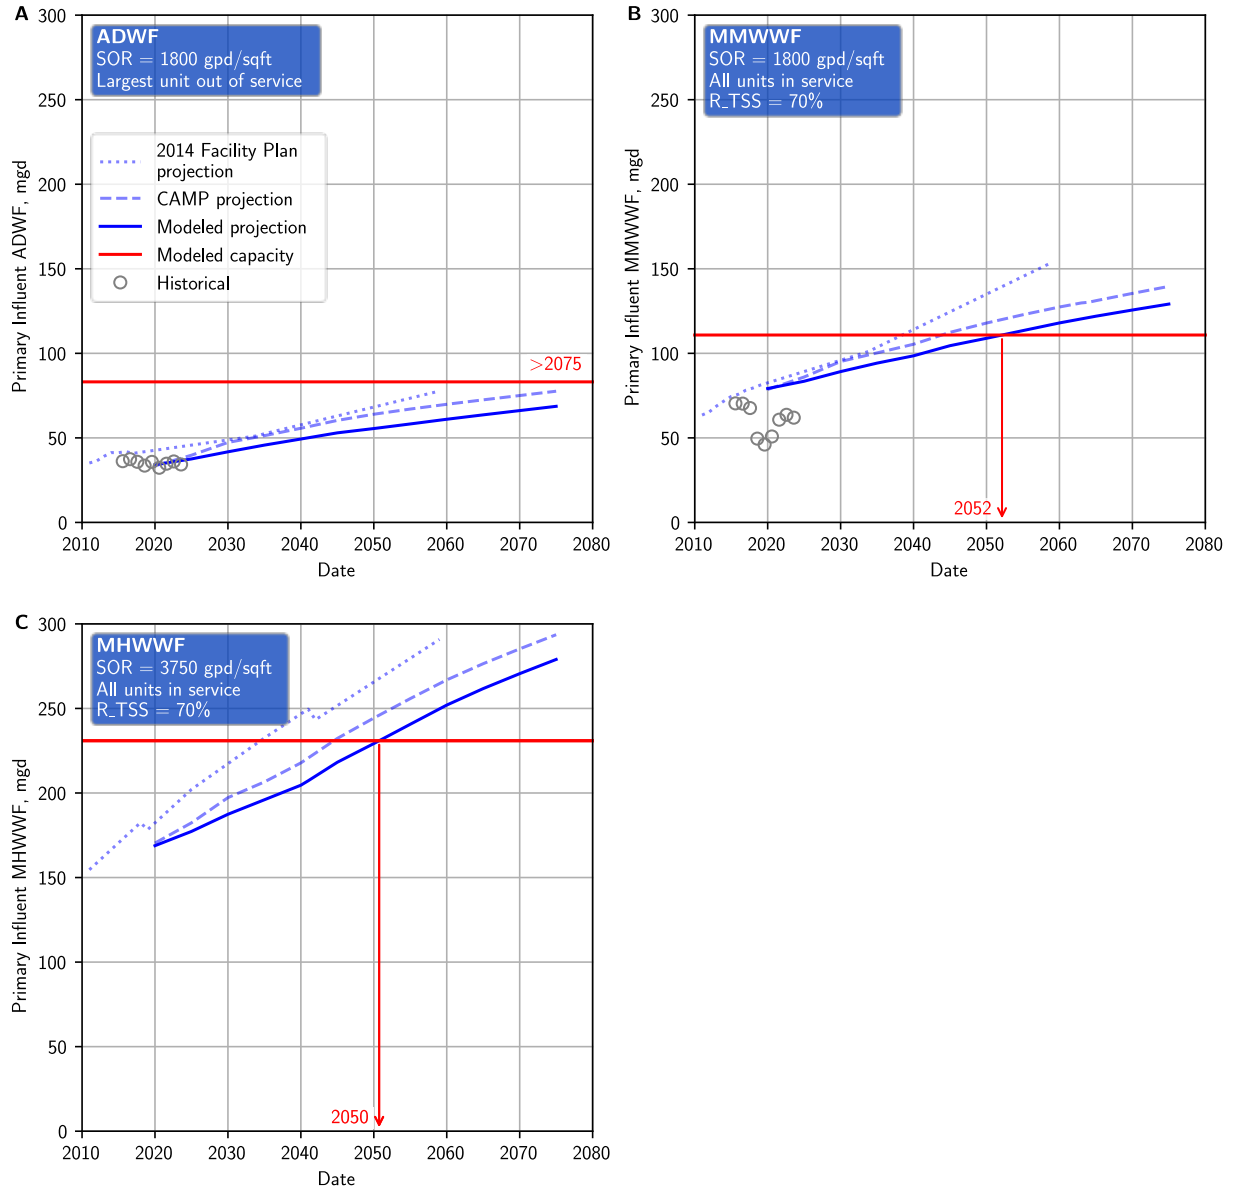 A
300
250
200
150
100
50
0
Primary Influent ADWF, mgd
ADWF
SOR = 1800 gpd/sqft
Largest unit out of service
2014 Facility Plan
projection
CAMP projection
Modeled projection
Modeled capacity
Historical
>2075
2010 2020 2030 2040 2050 2060 2070 2080
Date
B
300
250
200
150
100
50
0
Primary Influent MMWWF, mgd
MMWWF
SOR = 1800 gpd/sqft
All units in service
R_TSS = 70%
2052
2010 2020 2030 2040 2050 2060 2070 2080
Date
C
300
250
200
150
100
50
0
Primary Influent MHWWF, mgd
MHWWF
SOR = 3750 gpd/sqft
All units in service
R_TSS = 70%
2050
2010 2020 2030 2040 2050 2060 2070 2080
Date